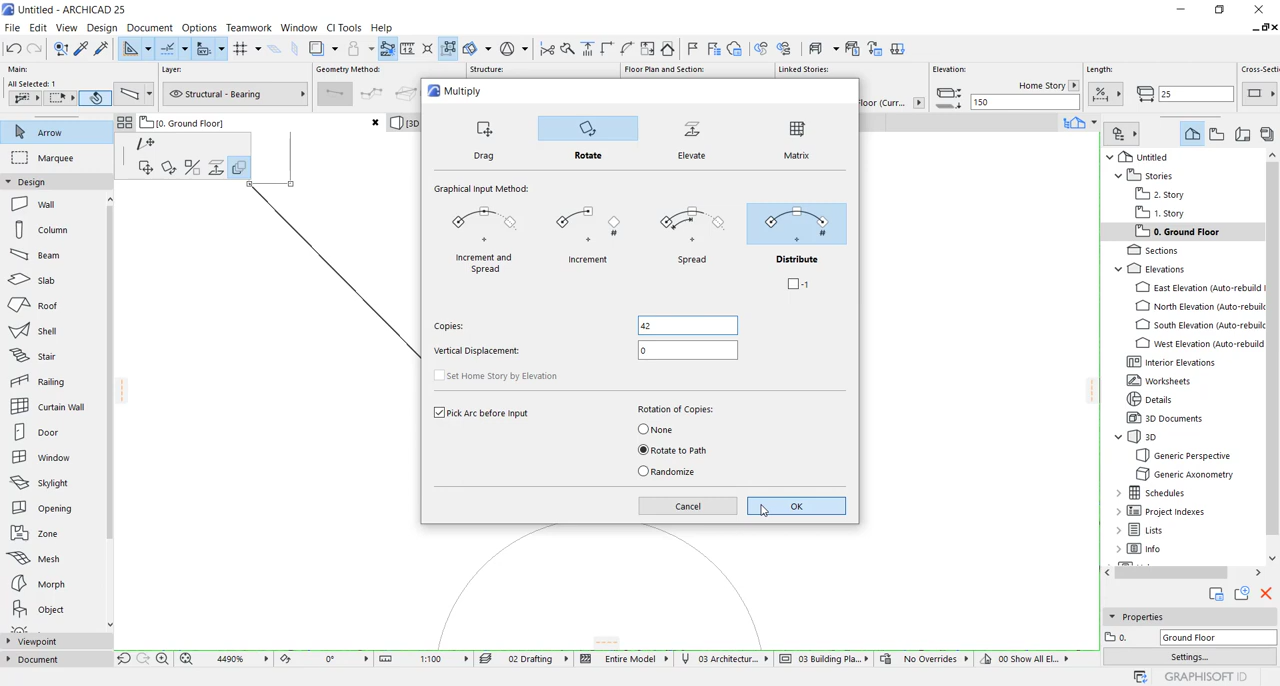 Untitled - ARCHICAD 25
File Edit View Design Document Options Teamwork Window CI Tools Help
Main: Layer: Geometry Method: Structure: Floor Plan and Section: Linked Stories: Elevation: Length: Cross-Secti
All Selected: 1
Structural - Bearing
Floor (Curr...
Home Story
150
25
[0. Ground Floor]
[3D
Arrow
Marquee
Design
Wall
Column
Beam
Slab
Roof
Shell
Stair
Railing
Curtain Wall
Door
Window
Skylight
Opening
Zone
Mesh
Morph
Object
Viewpoint
Document
Multiply
Drag
Rotate
Elevate
Matrix
Graphical Input Method:
Increment and Spread
Increment
Spread
Distribute
#
#
-1
Copies:
42
Vertical Displacement:
0
Set Home Story by Elevation
Pick Arc before Input
Rotation of Copies:
None
Rotate to Path
Randomize
Cancel
OK
Untitled
Stories
2. Story
1. Story
0. Ground Floor
Sections
Elevations
East Elevation (Auto-rebuild
North Elevation (Auto-rebuild
South Elevation (Auto-rebuild
West Elevation (Auto-rebuild
Interior Elevations
Worksheets
Details
3D Documents
3D
Generic Perspective
Generic Axonometry
Schedules
Project Indexes
Lists
Info
Properties
0.
Ground Floor
Settings...
4490%
0°
1:100
02 Drafting
Entire Model
03 Architectur...
03 Building Pla...
No Overrides
00 Show All El...
GRAPHISOFT ID